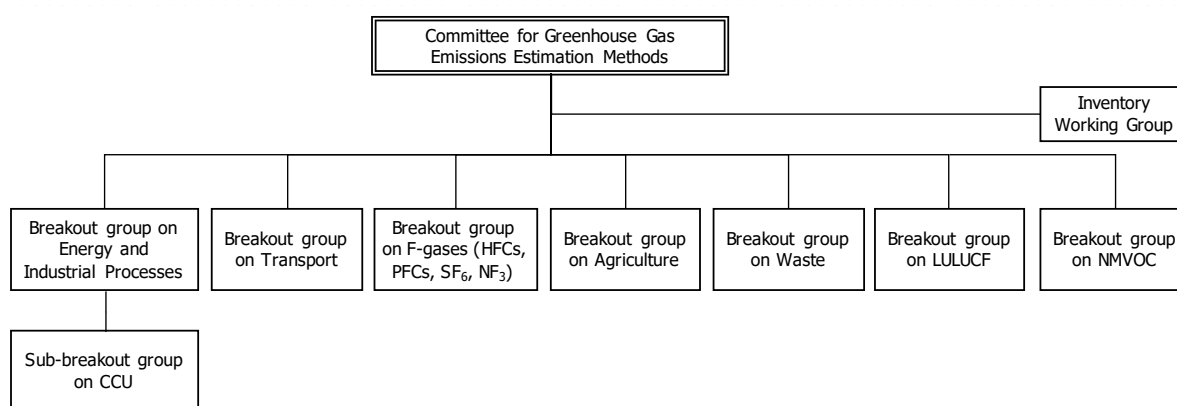 Committee for Greenhouse Gas
Emissions Estimation Methods
Inventory
Working Group
Breakout group on
Energy and
Industrial Processes
Breakout group
on Transport
Breakout group
on F-gases (HFCs,
PFCs, SF₆, NF₃)
Breakout group
on Agriculture
Breakout group
on Waste
Breakout group
on LULUCF
Breakout group
on NMVOC
Sub-breakout group
on CCU